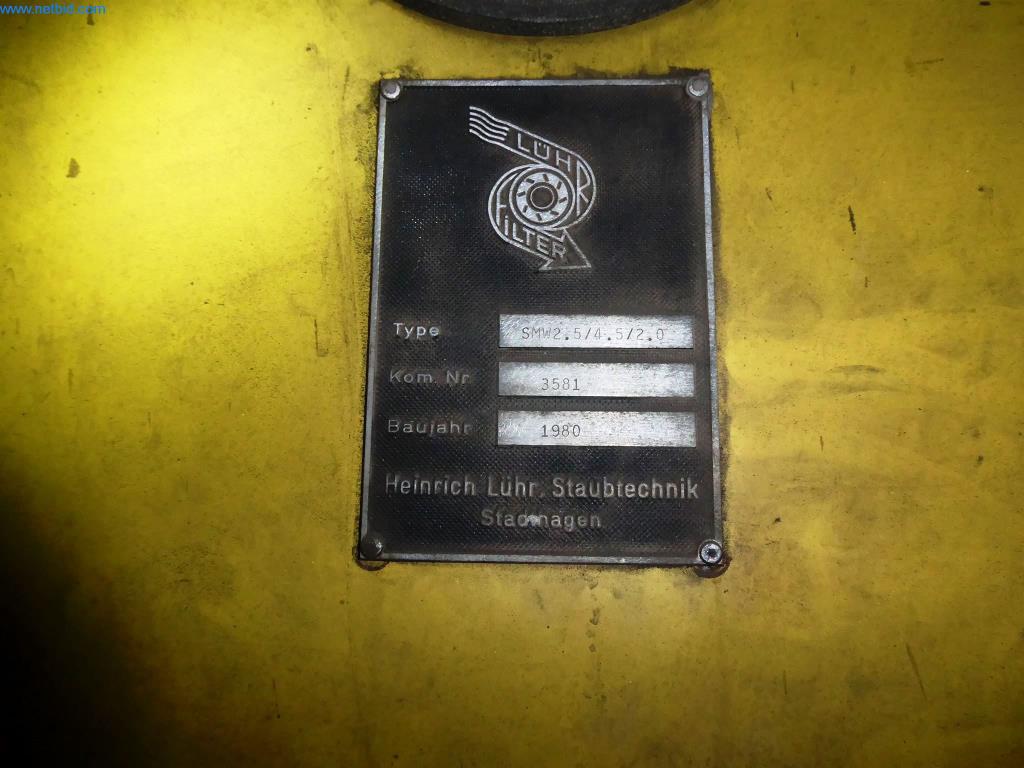 www.netbid.com
LÜHR
FILTER
Type SMW2.5/4.5/2.0
Kom. Nr. 3581
Baujahr 1980
Heinrich Lühr, Staubtechnik
Stadthagen